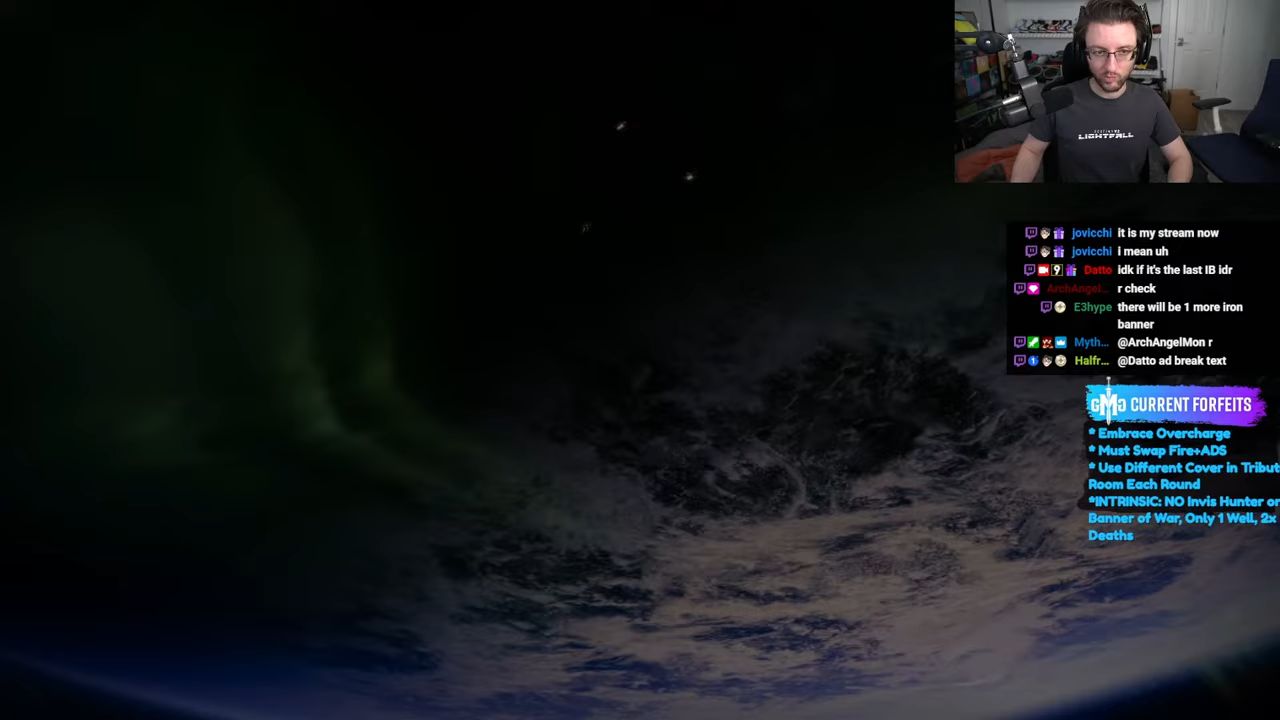 LIGHTFALL
jovicchi it is my stream now
jovicchi i mean uh
Datto idk if it's the last IB idr
ArchAngel... r check
E3hype there will be 1 more iron
banner
Myth... @ArchAngelMon r
Halfr... @Datto ad break text
GMG CURRENT FORFEITS
* Embrace Overcharge
* Must Swap Fire+ADS
* Use Different Cover in Tribut
Room Each Round
*INTRINSIC: NO Invis Hunter or
Banner of War, Only 1 Well, 2x
Deaths